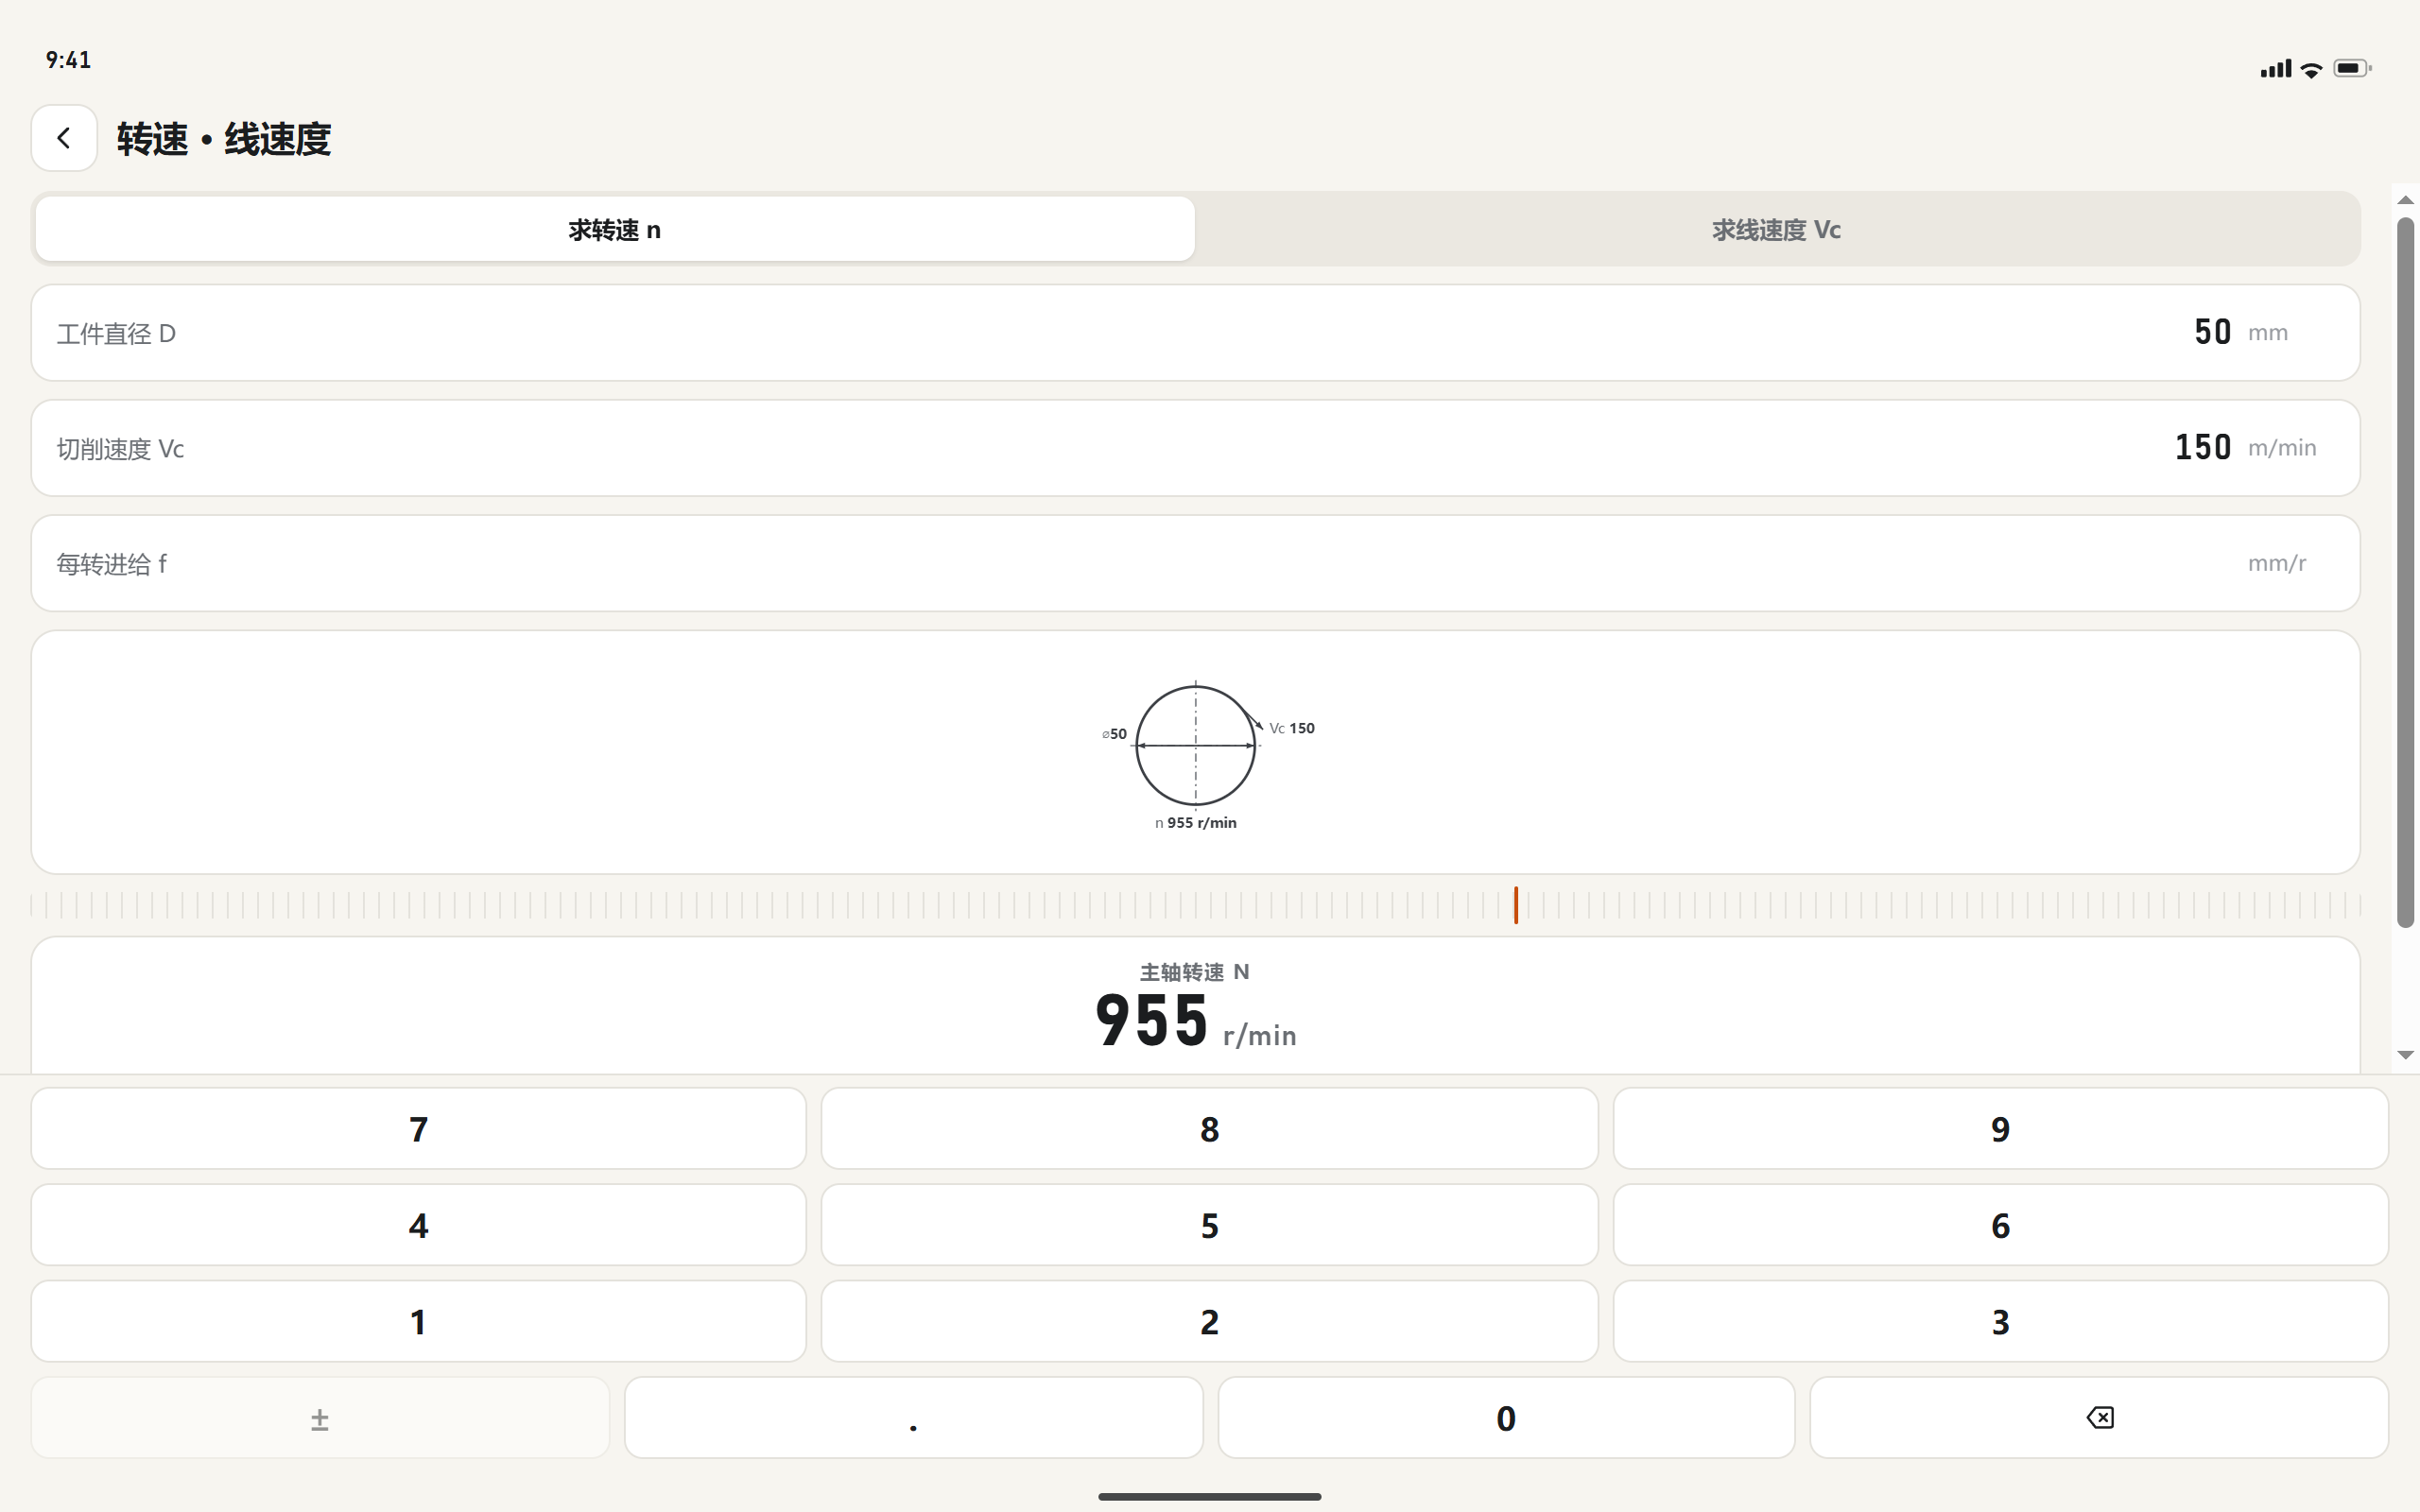 9:41
转速・线速度
求转速 n
求线速度 Vc
工件直径 D
50 mm
切削速度 Vc
150 m/min
每转进给 f
mm/r
⌀50
Vc 150
n 955 r/min
主轴转速 N
955 r/min
7
8
9
4
5
6
1
2
3
±
.
0